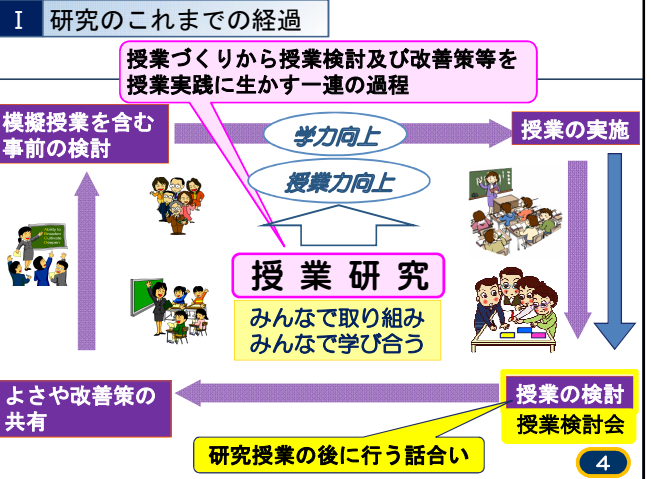 Ⅰ 研究のこれまでの経過
授業づくりから授業検討及び改善策等を
授業実践に生かす一連の過程
模擬授業を含む
事前の検討
学力向上
授業の実施
授業力向上
授業研究
みんなで取り組み
みんなで学び合う
よさや改善策の
共有
授業の検討
授業検討会
研究授業の後に行う話合い
4